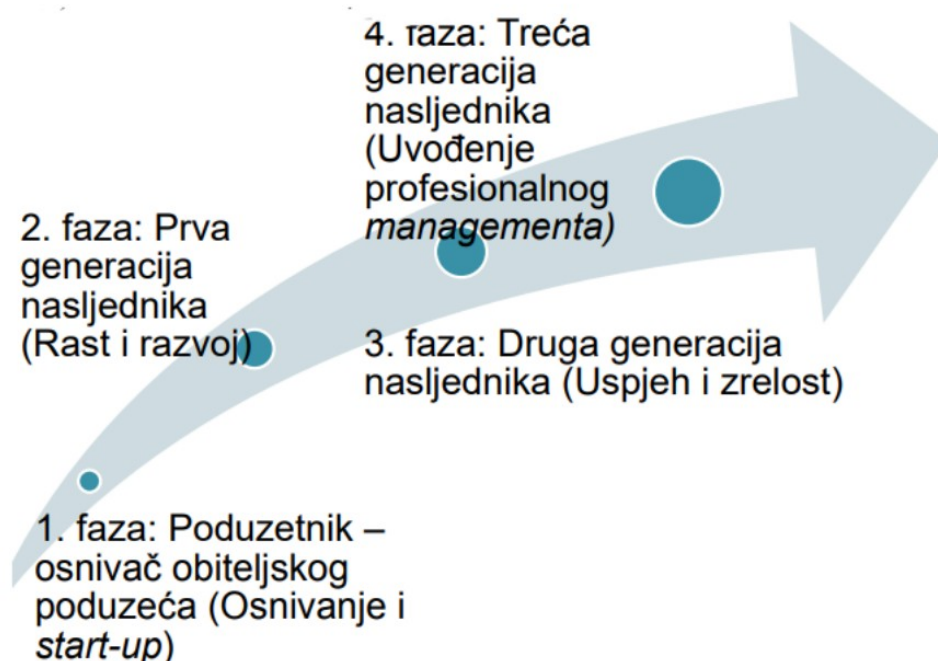 4. faza: Treća
generacija
nasljednika
(Uvođenje
profesionalnog
managementa)
2. faza: Prva
generacija
nasljednika
(Rast i razvoj)
3. faza: Druga generacija
nasljednika (Uspjeh i zrelost)
1. faza: Poduzetnik –
osnivač obiteljskog
poduzeća (Osnivanje i
start-up)